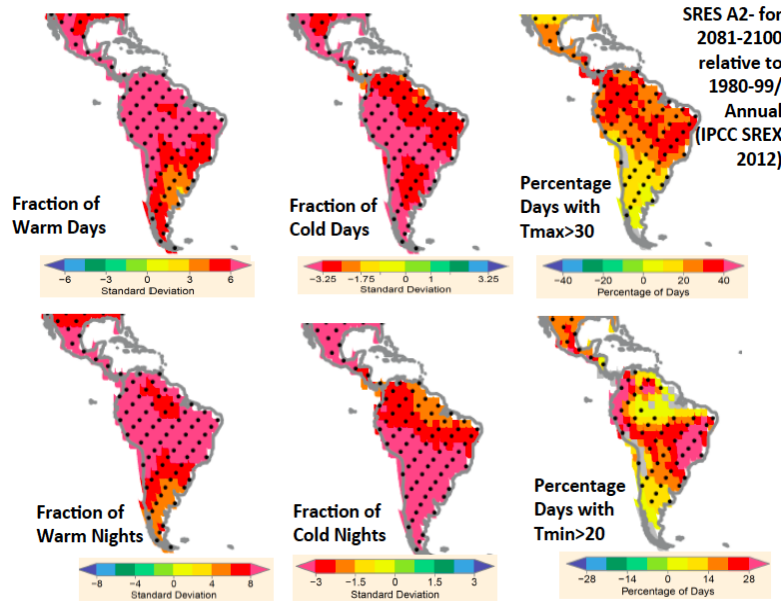 SRES A2- for
2081-2100
relative to
1980-99/
Annual
(IPCC SREX
2012)
Fraction of
Warm Days
−6 −3 0 3 6
Standard Deviation
Fraction of
Cold Days
−3.25 −1.75 0 1 3.25
Standard Deviation
Percentage
Days with
Tmax>30
−40 −20 0 20 40
Percentage of Days
Fraction of
Warm Nights
−8 −4 0 4 8
Standard Deviation
Fraction of
Cold Nights
−3 −1.5 0 1.5 3
Standard Deviation
Percentage
Days with
Tmin>20
−28 −14 0 14 28
Percentage of Days